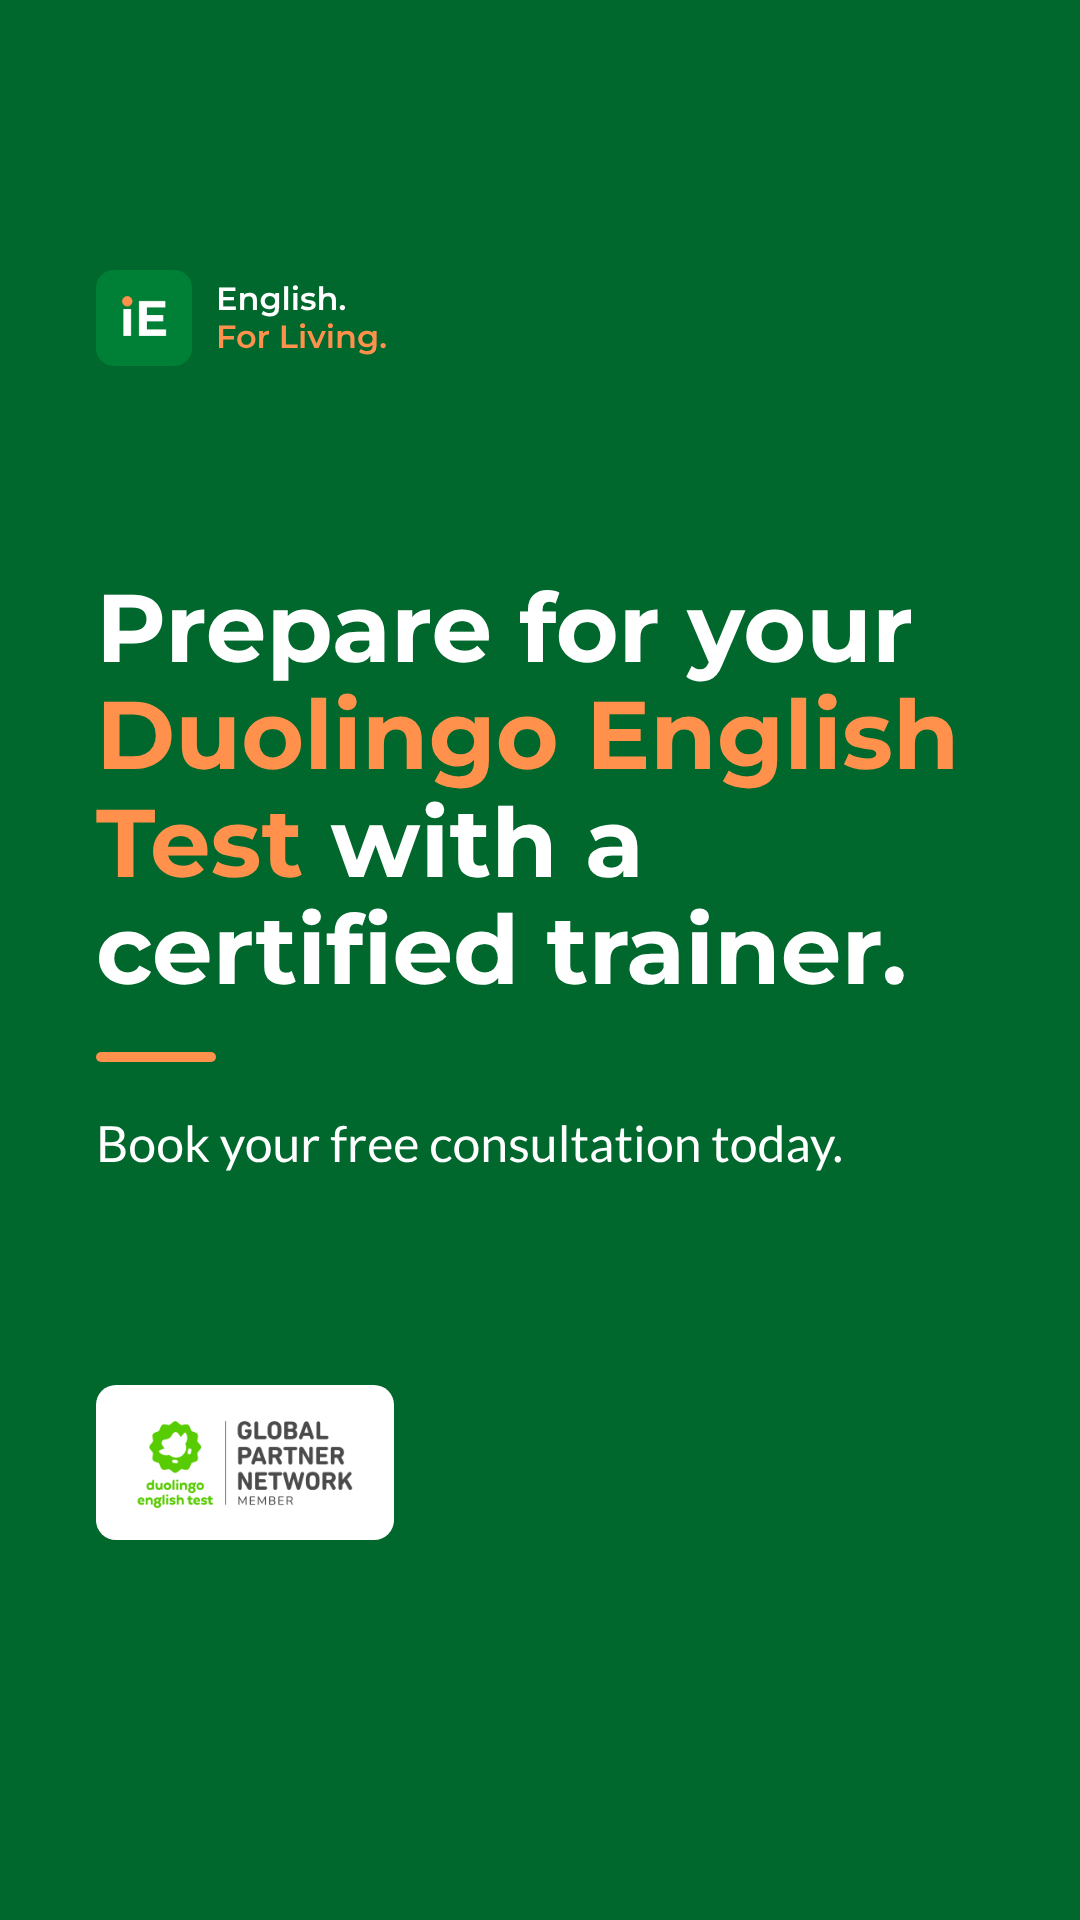 iE
English.
For Living.
Prepare for your
Duolingo English
Test with a
certified trainer.
Book your free consultation today.
duolingo
english test
GLOBAL
PARTNER
NETWORK
MEMBER